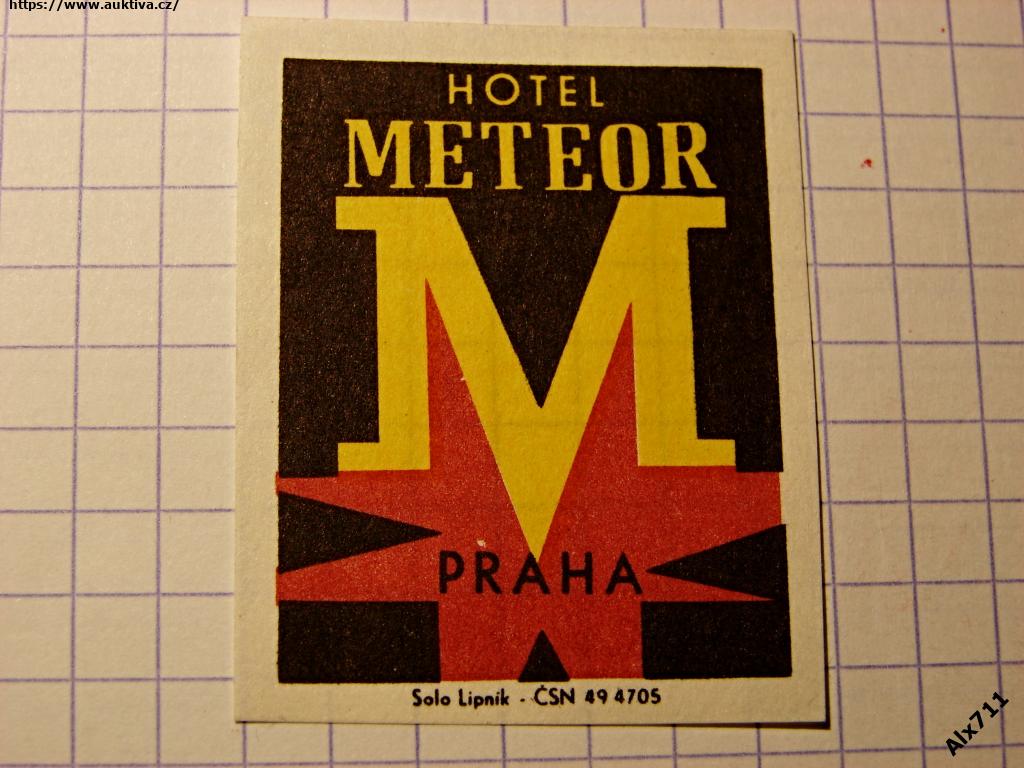 https://www.auktiva.cz/
HOTEL
METEOR
M
PRAHA
Solo Lipník - ČSN 49 4705
Alx711